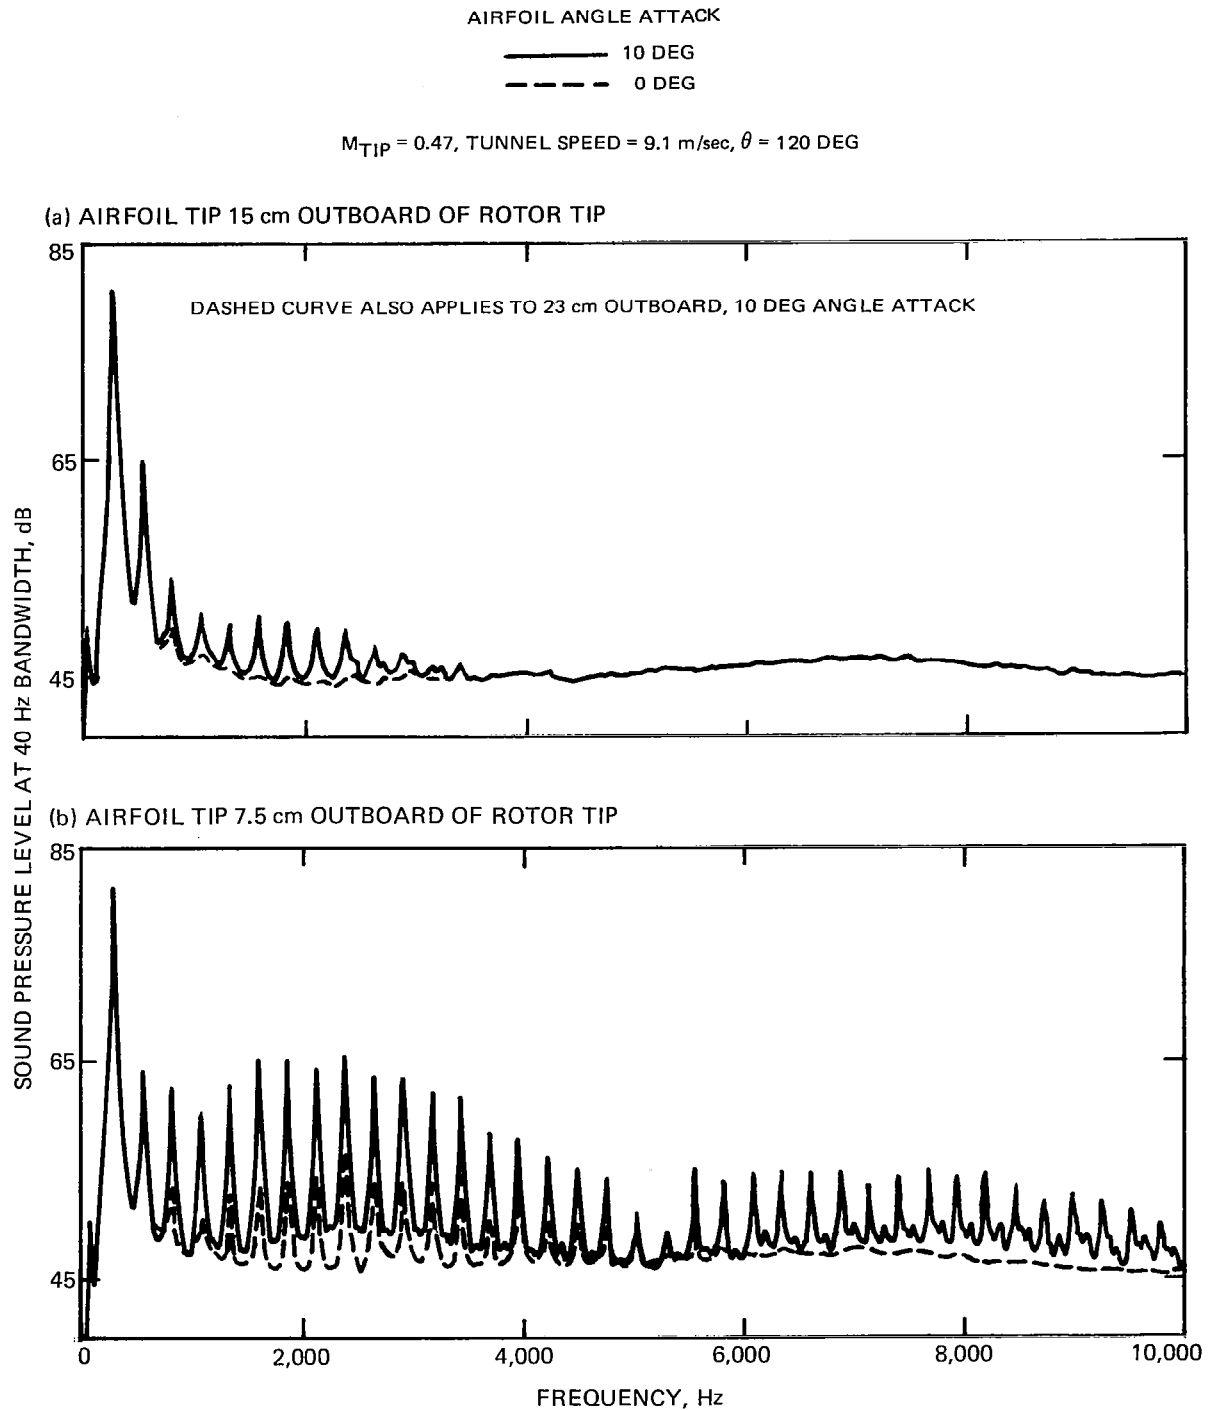 AIRFOIL ANGLE ATTACK
10 DEG
0 DEG
MTIP = 0.47, TUNNEL SPEED = 9.1 m/sec, θ = 120 DEG
(a) AIRFOIL TIP 15 cm OUTBOARD OF ROTOR TIP
85
DASHED CURVE ALSO APPLIES TO 23 cm OUTBOARD, 10 DEG ANGLE ATTACK
65
45
SOUND PRESSURE LEVEL AT 40 Hz BANDWIDTH, dB
(b) AIRFOIL TIP 7.5 cm OUTBOARD OF ROTOR TIP
85
65
45
0 2,000 4,000 6,000 8,000 10,000
FREQUENCY, Hz